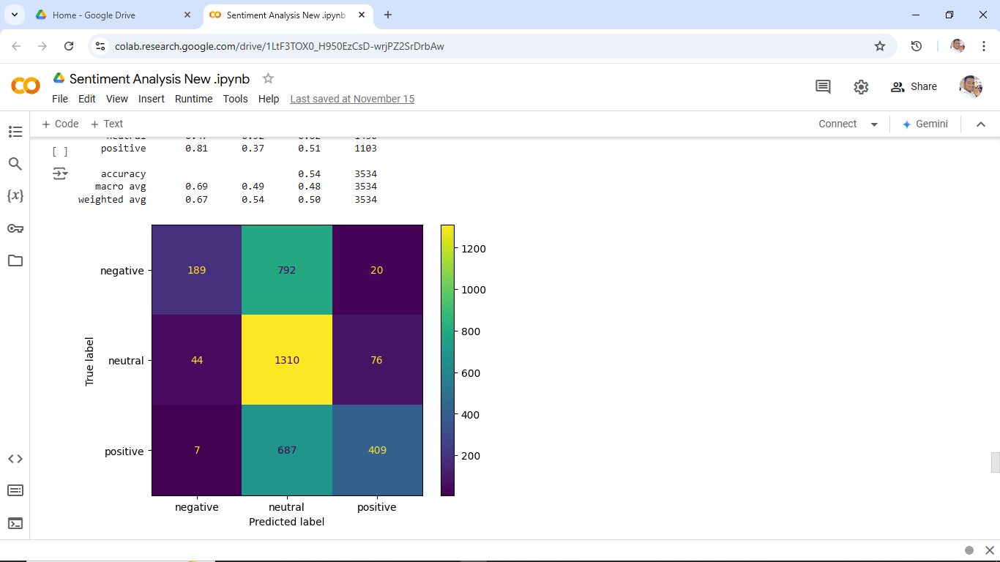 Home - Google Drive
Sentiment Analysis New .ipynb
colab.research.google.com/drive/1LtF3TOX0_H950EzCsD-wrjPZ2SrDrbAw
Sentiment Analysis New .ipynb
File Edit View Insert Runtime Tools Help Last saved at November 15
Share
+ Code + Text
Connect
Gemini
{x}
[ ]
positive 0.81 0.37 0.51 1103
accuracy 0.54 3534
macro avg 0.69 0.49 0.48 3534
weighted avg 0.67 0.54 0.50 3534
negative 189 792 20
neutral 44 1310 76
positive 7 687 409
True label
negative neutral positive
Predicted label
1200
1000
800
600
400
200